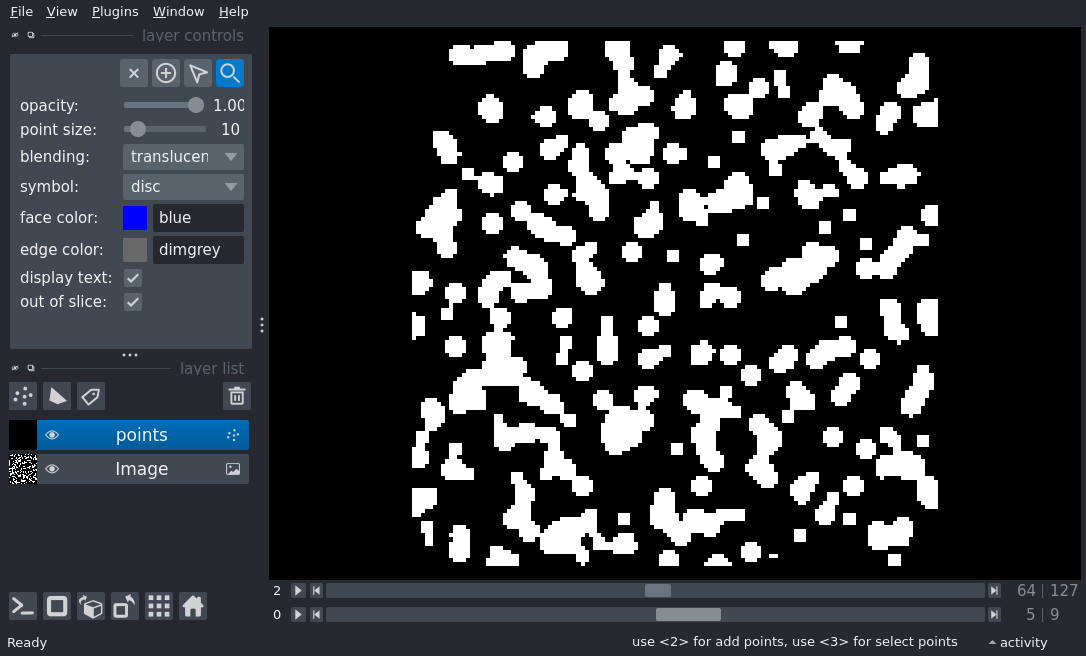 File View Plugins Window Help
layer controls
opacity: 1.00
point size: 10
blending: translucen
symbol: disc
face color: blue
edge color: dimgrey
display text:
out of slice:
layer list
points
Image
2 64 | 127
0 5 | 9
Ready use <2> for add points, use <3> for select points activity